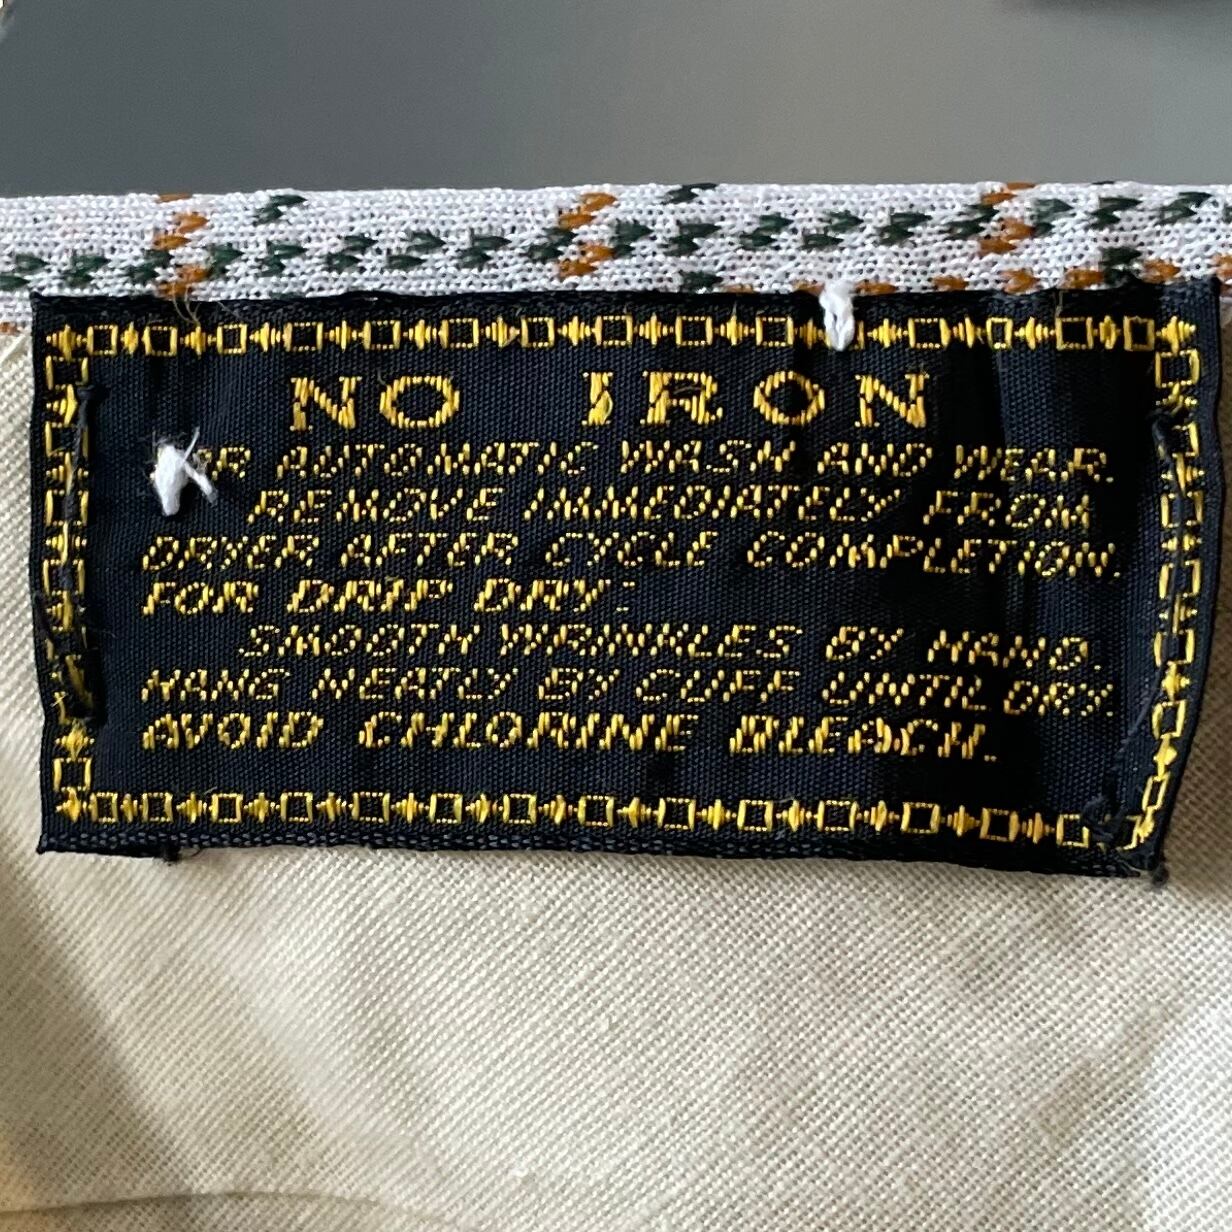 NO IRON
AUTOMATIC WASH AND WEAR.
REMOVE IMMEDIATELY FROM
DRYER AFTER CYCLE COMPLETION.
FOR DRIP DRY:
SMOOTH WRINKLES BY HAND.
HANG NEATLY BY CUFF UNTIL DRY
AVOID CHLORINE BLEACH.